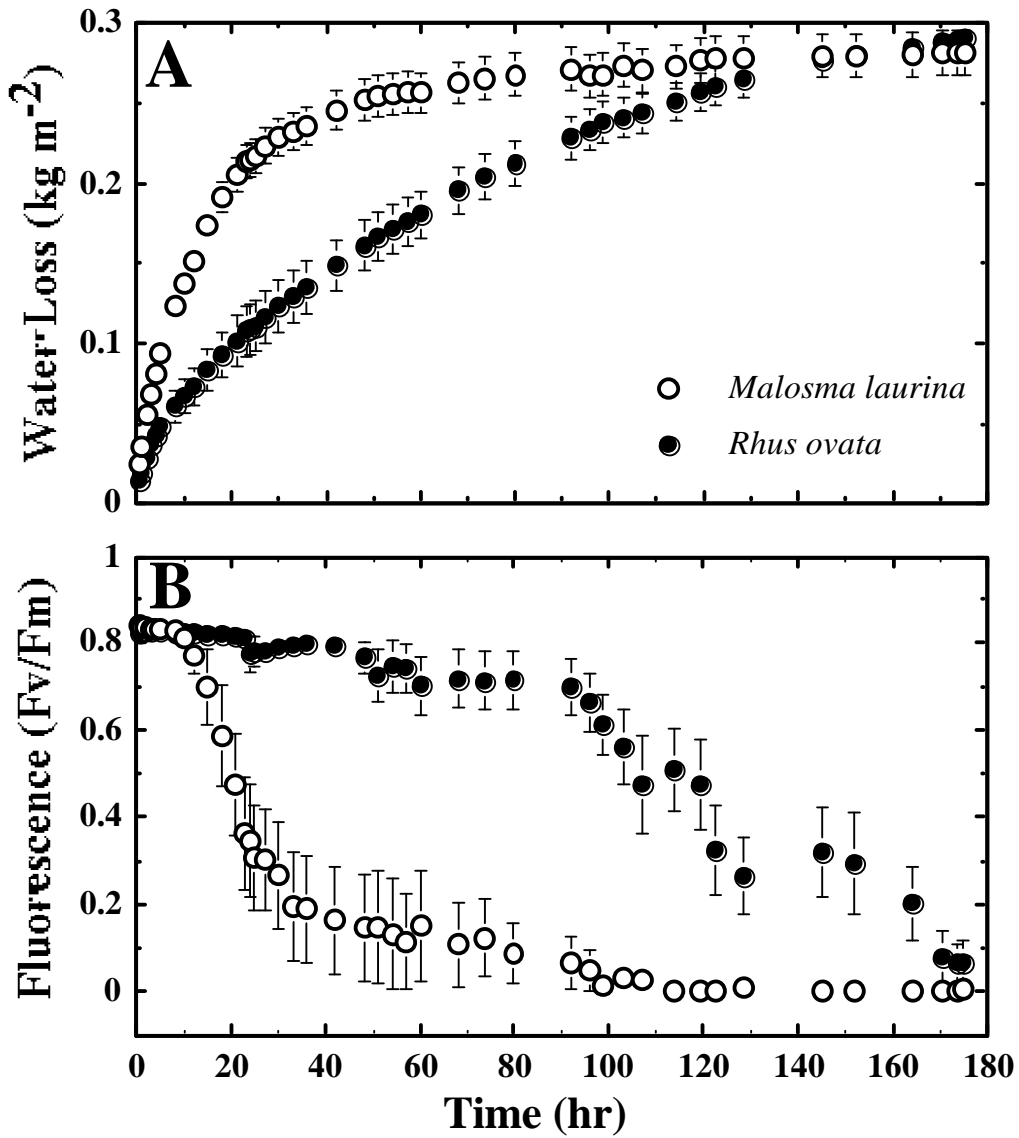 A
Water Loss (kg m-2)
0.3
0.2
0.1
0
Malosma laurina
Rhus ovata
B
Fluorescence (Fv/Fm)
1
0.8
0.6
0.4
0.2
0
0 20 40 60 80 100 120 140 160 180
Time (hr)